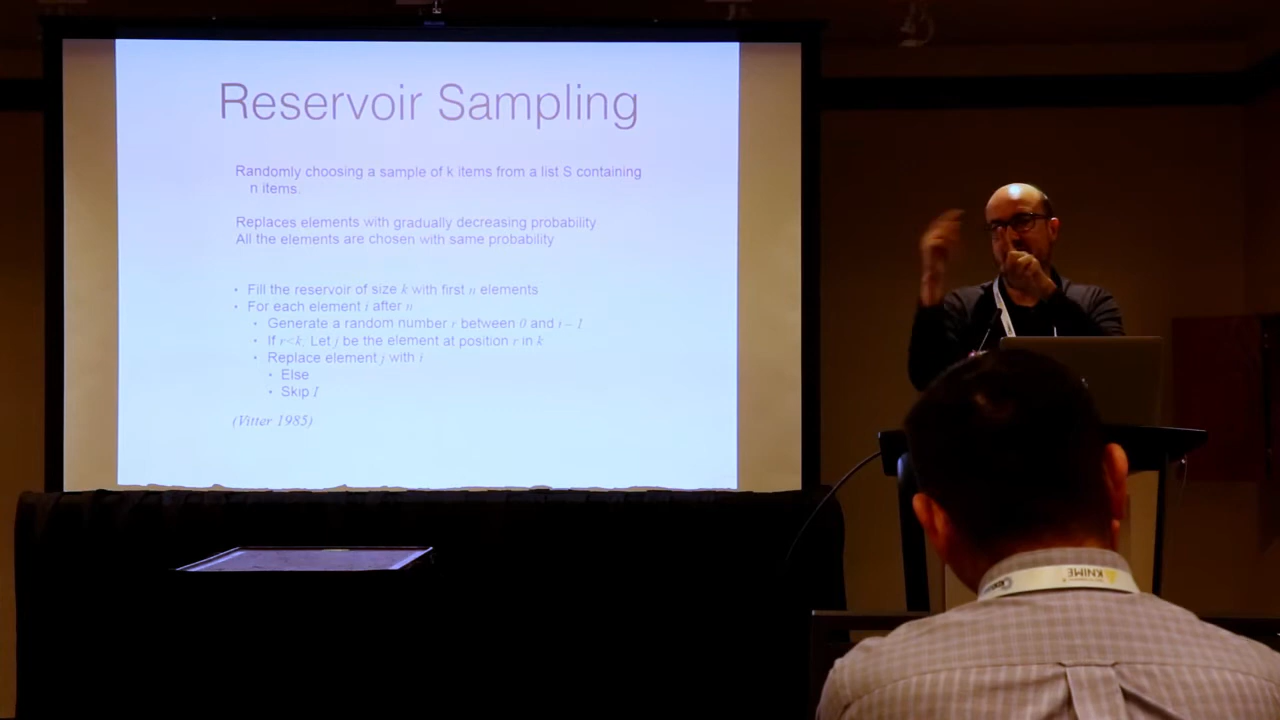 Reservoir Sampling
Randomly choosing a sample of k items from a list S containing
n items.
Replaces elements with gradually decreasing probability
All the elements are chosen with same probability
• Fill the reservoir of size k with first n elements
• For each element i after n
• Generate a random number r between 0 and i – 1
• If r<k; Let j be the element at position r in k
• Replace element j with i
• Else
• Skip I
(Vitter 1985)
KNIME